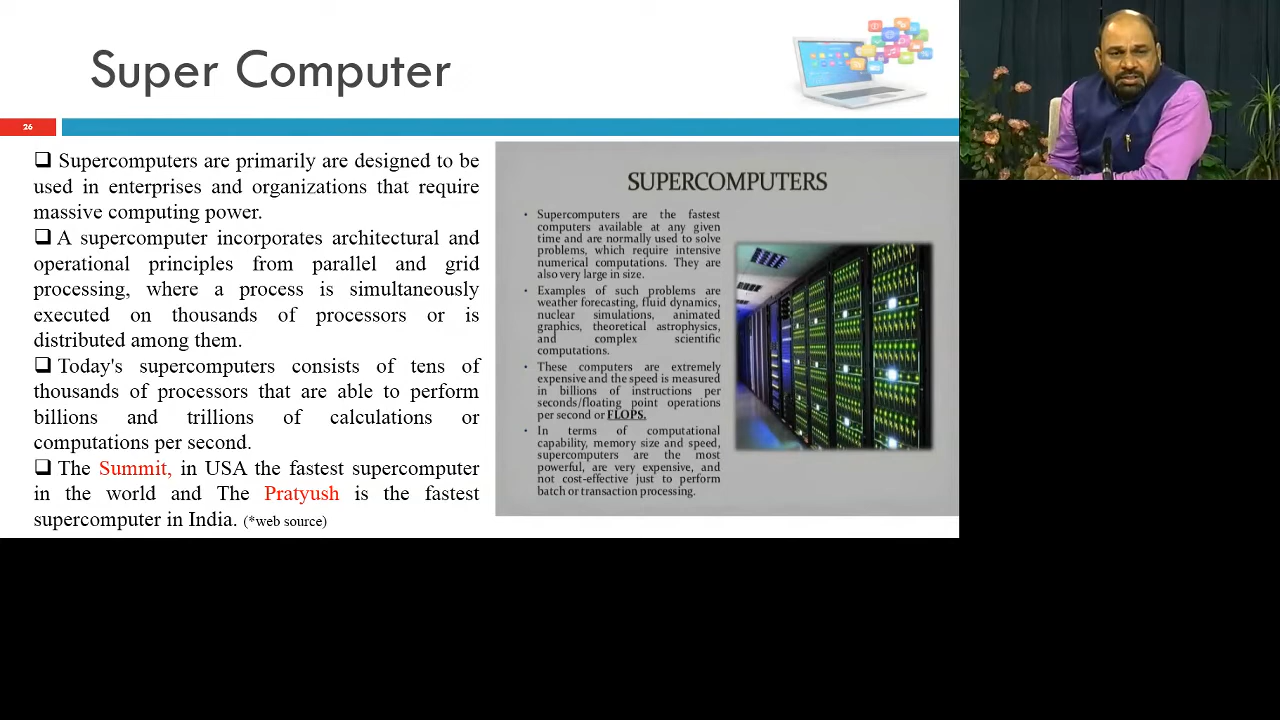 Super Computer
26
❑ Supercomputers are primarily are designed to be
used in enterprises and organizations that require
massive computing power.
❑ A supercomputer incorporates architectural and
operational principles from parallel and grid
processing, where a process is simultaneously
executed on thousands of processors or is
distributed among them.
❑ Today's supercomputers consists of tens of
thousands of processors that are able to perform
billions and trillions of calculations or
computations per second.
❑ The Summit, in USA the fastest supercomputer
in the world and The Pratyush is the fastest
supercomputer in India. (*web source)
SUPERCOMPUTERS
• Supercomputers are the fastest
computers available at any given
time and are normally used to solve
problems, which require intensive
numerical computations. They are
also very large in size.
• Examples of such problems are
weather forecasting, fluid dynamics,
nuclear simulations, animated
graphics, theoretical astrophysics,
and complex scientific
computations.
• These computers are extremely
expensive and the speed is measured
in billions of instructions per
seconds/floating point operations
per second or FLOPS.
• In terms of computational
capability, memory size and speed,
supercomputers are the most
powerful, are very expensive, and
not cost-effective just to perform
batch or transaction processing.